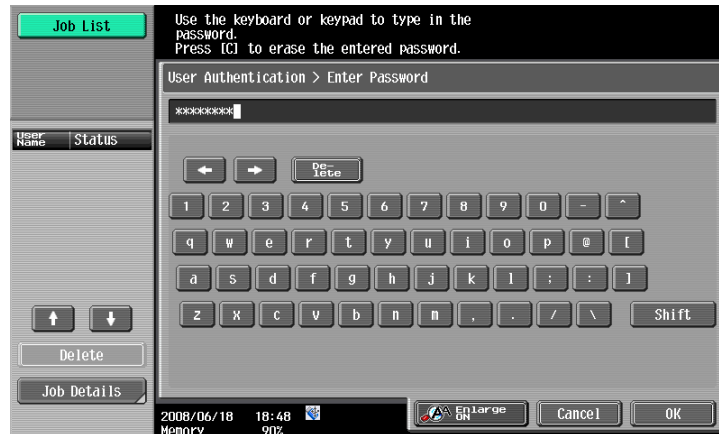 Job List
Use the keyboard or keypad to type in the
password.
Press [C] to erase the entered password.
User Authentication > Enter Password
********
User Name Status
De-
lete
1 2 3 4 5 6 7 8 9 0 - ^
q w e r t y u i o p @ [
a s d f g h j k l ; : ]
z x c v b n m , . / \ Shift
Delete
Job Details
2008/06/18 18:48
Memory 90%
Enlarge
ON
Cancel
OK